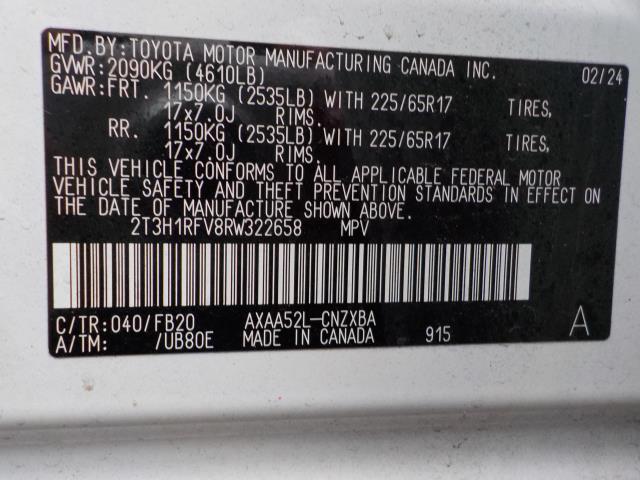 MFD.BY:TOYOTA MOTOR MANUFACTURING CANADA INC. 02/24
GVWR:2090KG (4610LB)
GAWR:FRT. 1150KG (2535LB) WITH 225/65R17 TIRES,
17x7.0J RIMS.
RR. 1150KG (2535LB) WITH 225/65R17 TIRES,
17x7.0J RIMS.
THIS VEHICLE CONFORMS TO ALL APPLICABLE FEDERAL MOTOR
VEHICLE SAFETY AND THEFT PREVENTION STANDARDS IN EFFECT ON
THE DATE OF MANUFACTURE SHOWN ABOVE.
2T3H1RFV8RW322658 MPV
C/TR:040/FB20 AXAA52L-CNZXBA A
A/TM: /UB80E MADE IN CANADA 915